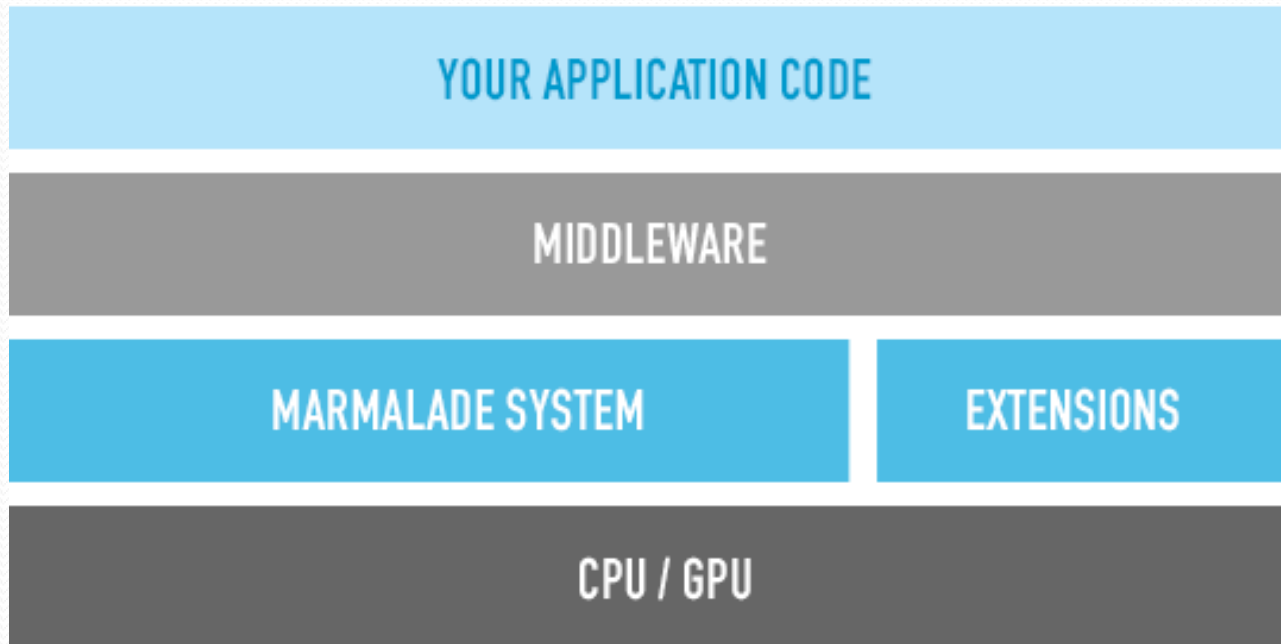 YOUR APPLICATION CODE
MIDDLEWARE
MARMALADE SYSTEM
EXTENSIONS
CPU / GPU